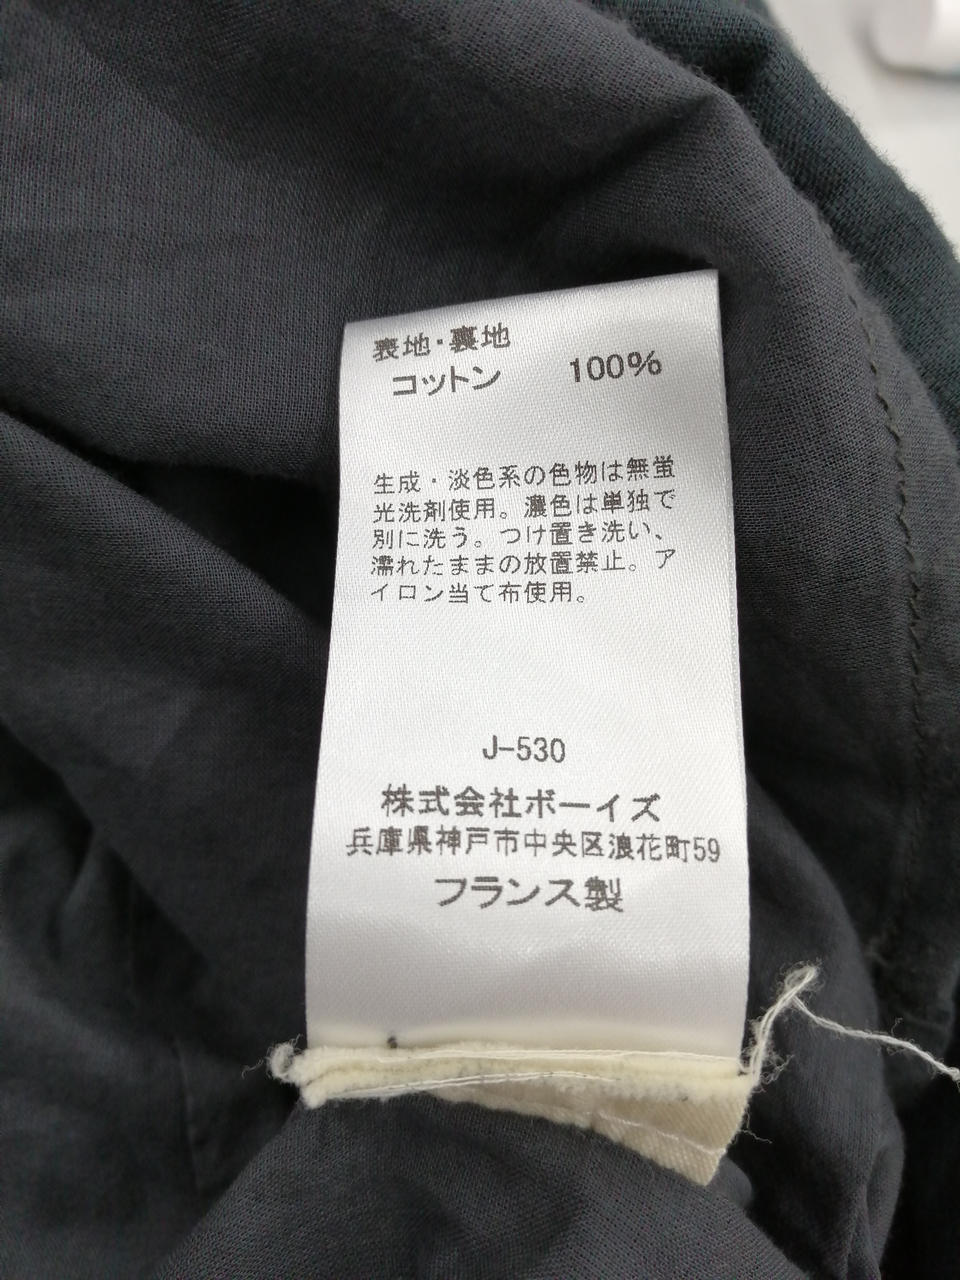 表地・裏地
コットン 100%
生成・淡色系の色物は無蛍
光洗剤使用。濃色は単独で
別に洗う。つけ置き洗い、
濡れたままの放置禁止。ア
イロン当て布使用。
J-530
株式会社ボーイズ
兵庫県神戸市中央区浪花町59
フランス製